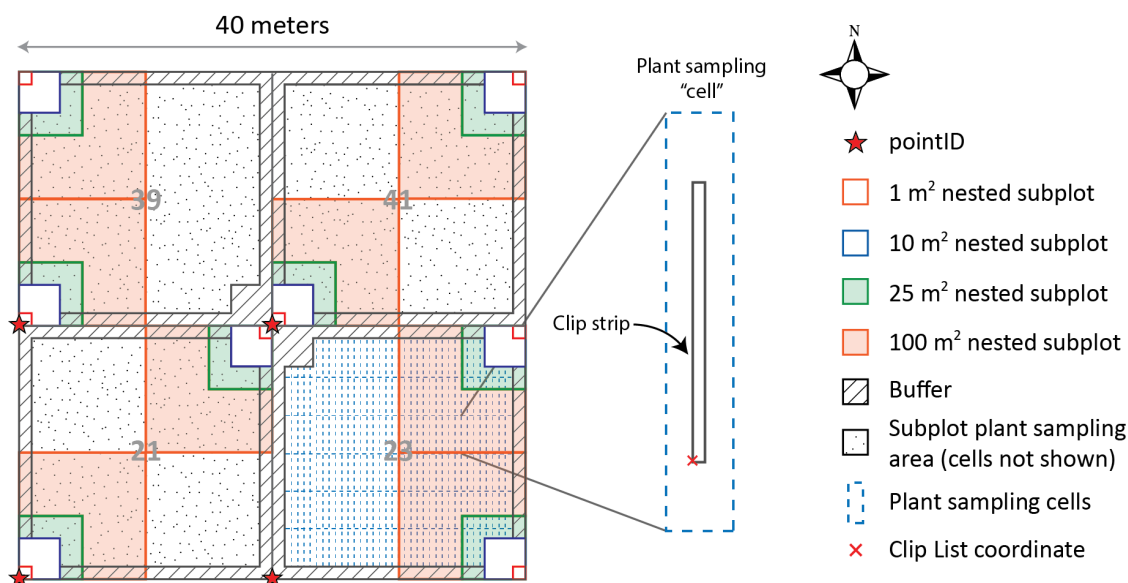 40 meters
39
41
21
23
Plant sampling
“cell”
Clip strip
N
pointID
1 m² nested subplot
10 m² nested subplot
25 m² nested subplot
100 m² nested subplot
Buffer
Subplot plant sampling
area (cells not shown)
Plant sampling cells
Clip List coordinate